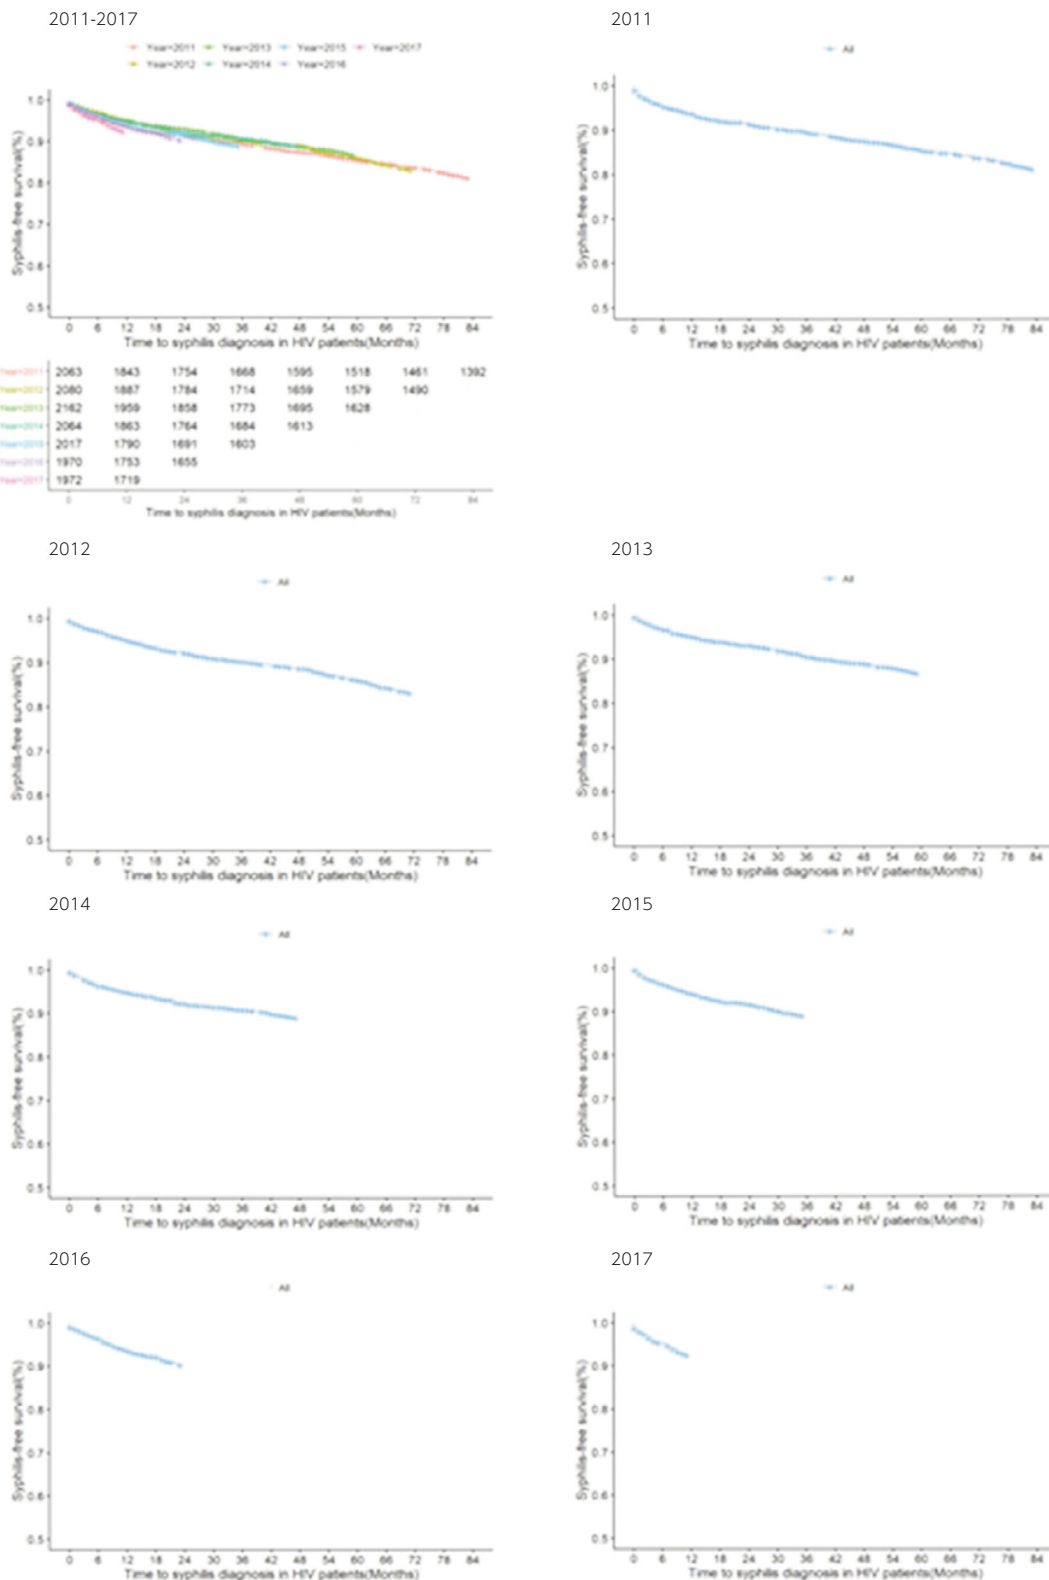 2011-2017
Year=2011 Year=2013 Year=2015 Year=2017
Year=2012 Year=2014 Year=2016
Syphilis-free survival(%)
1.0
0.9
0.8
0.7
0.6
0.5
0 6 12 18 24 30 36 42 48 54 60 66 72 78 84
Time to syphilis diagnosis in HIV patients(Months)
Year=2011 2063 1843 1754 1668 1595 1518 1461 1392
Year=2012 2080 1887 1784 1714 1659 1579 1490
Year=2013 2162 1959 1858 1773 1695 1628
Year=2014 2064 1863 1764 1684 1613
Year=2015 2017 1790 1691 1603
Year=2016 1970 1753 1655
Year=2017 1972 1719
0 12 24 36 48 60 72 84
Time to syphilis diagnosis in HIV patients(Months)
2011
All
Syphilis-free survival(%)
1.0
0.9
0.8
0.7
0.6
0.5
0 6 12 18 24 30 36 42 48 54 60 66 72 78 84
Time to syphilis diagnosis in HIV patients(Months)
2012
All
Syphilis-free survival(%)
1.0
0.9
0.8
0.7
0.6
0.5
0 6 12 18 24 30 36 42 48 54 60 66 72 78 84
Time to syphilis diagnosis in HIV patients(Months)
2013
All
Syphilis-free survival(%)
1.0
0.9
0.8
0.7
0.6
0.5
0 6 12 18 24 30 36 42 48 54 60 66 72 78 84
Time to syphilis diagnosis in HIV patients(Months)
2014
All
Syphilis-free survival(%)
1.0
0.9
0.8
0.7
0.6
0.5
0 6 12 18 24 30 36 42 48 54 60 66 72 78 84
Time to syphilis diagnosis in HIV patients(Months)
2015
All
Syphilis-free survival(%)
1.0
0.9
0.8
0.7
0.6
0.5
0 6 12 18 24 30 36 42 48 54 60 66 72 78 84
Time to syphilis diagnosis in HIV patients(Months)
2016
All
Syphilis-free survival(%)
1.0
0.9
0.8
0.7
0.6
0.5
0 6 12 18 24 30 36 42 48 54 60 66 72 78 84
Time to syphilis diagnosis in HIV patients(Months)
2017
All
Syphilis-free survival(%)
1.0
0.9
0.8
0.7
0.6
0.5
0 6 12 18 24 30 36 42 48 54 60 66 72 78 84
Time to syphilis diagnosis in HIV patients(Months)